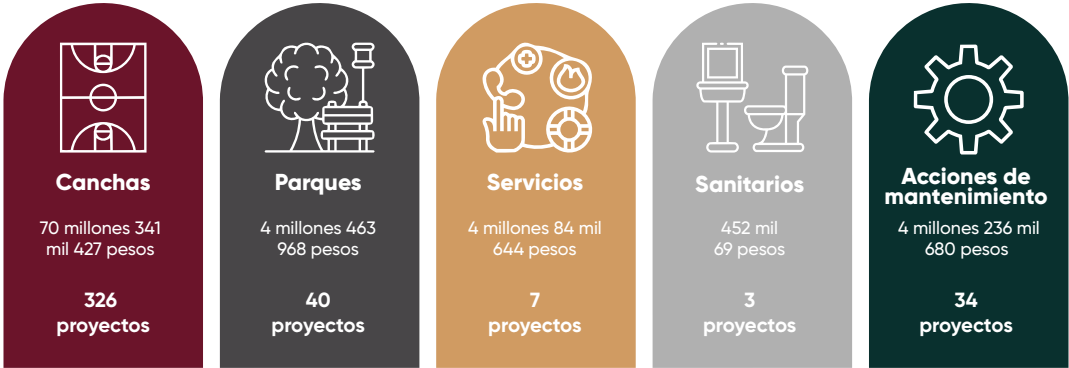 Canchas
70 millones 341
mil 427 pesos
326
proyectos
Parques
4 millones 463
968 pesos
40
proyectos
Servicios
4 millones 84 mil
644 pesos
7
proyectos
Sanitarios
452 mil
69 pesos
3
proyectos
Acciones de
mantenimiento
4 millones 236 mil
680 pesos
34
proyectos